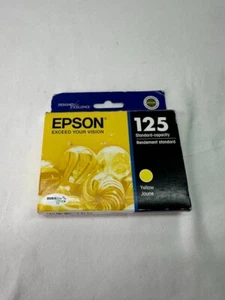 EPSON
EXCEED YOUR VISION
125
Standard-capacity
Rendement standard
Yellow
Jaune